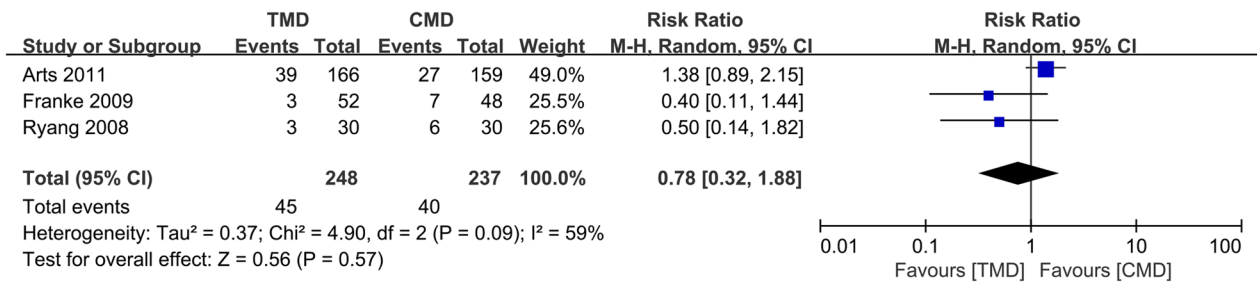 TMD CMD Risk Ratio Risk Ratio
Study or Subgroup Events Total Events Total Weight M-H, Random, 95% CI M-H, Random, 95% CI
Arts 2011 39 166 27 159 49.0% 1.38 [0.89, 2.15]
Franke 2009 3 52 7 48 25.5% 0.40 [0.11, 1.44]
Ryang 2008 3 30 6 30 25.6% 0.50 [0.14, 1.82]
Total (95% CI) 248 237 100.0% 0.78 [0.32, 1.88]
Total events 45 40
Heterogeneity: Tau² = 0.37; Chi² = 4.90, df = 2 (P = 0.09); I² = 59%
Test for overall effect: Z = 0.56 (P = 0.57)
0.01 0.1 1 10 100
Favours [TMD] Favours [CMD]